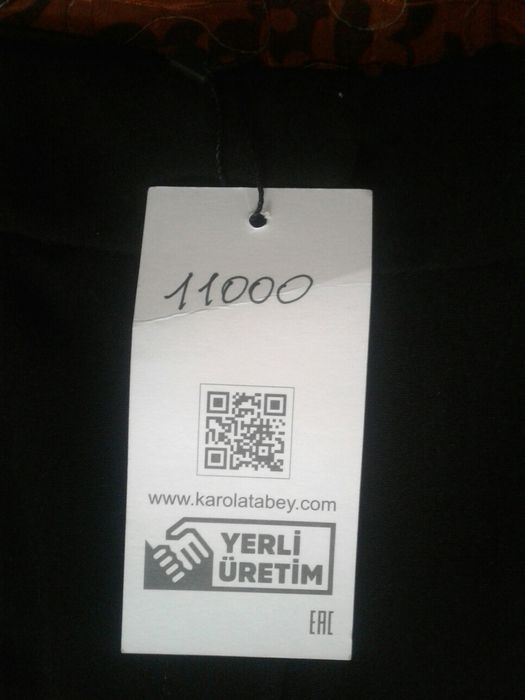 11000
www.karolatabey.com
YERLİ
ÜRETİM
EAC